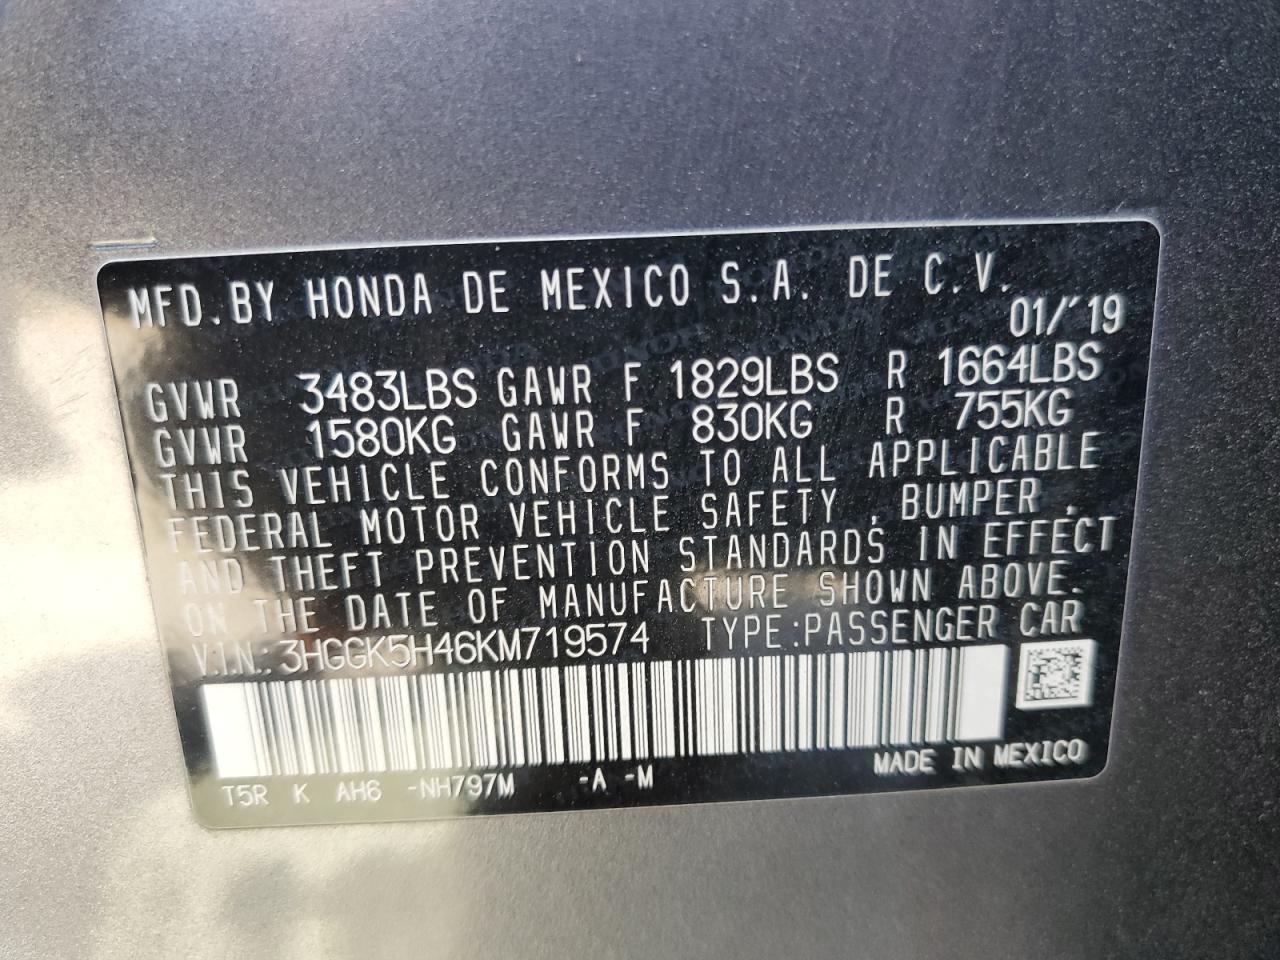 MFD.BY HONDA DE MEXICO S.A. DE C.V.
01/'19
GVWR 3483LBS GAWR F 1829LBS R 1664LBS
GVWR 1580KG GAWR F 830KG R 755KG
THIS VEHICLE CONFORMS TO ALL APPLICABLE
FEDERAL MOTOR VEHICLE SAFETY , BUMPER ,
AND THEFT PREVENTION STANDARDS IN EFFECT
ON THE DATE OF MANUFACTURE SHOWN ABOVE.
V.I.N.: 3HGGK5H46KM719574 TYPE:PASSENGER CAR
MADE IN MEXICO
T5R K AH6 -NH797M -A -M